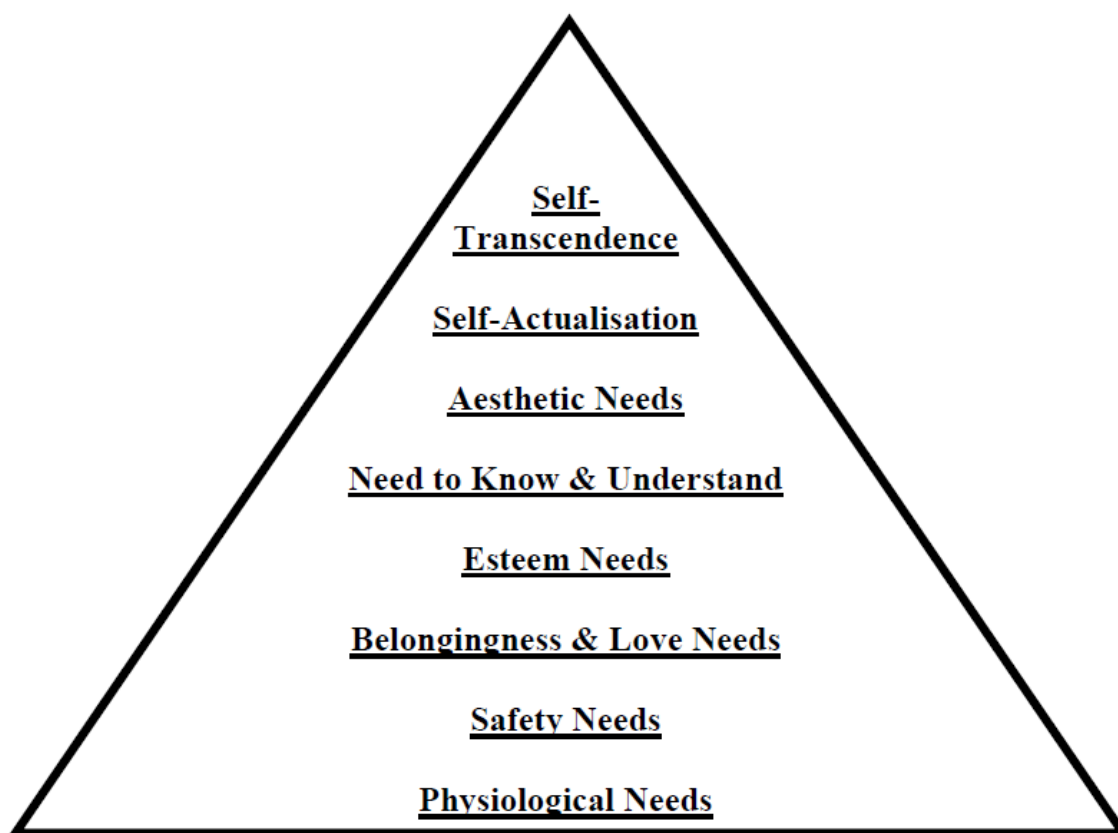 Self-
Transcendence
Self-Actualisation
Aesthetic Needs
Need to Know & Understand
Esteem Needs
Belongingness & Love Needs
Safety Needs
Physiological Needs